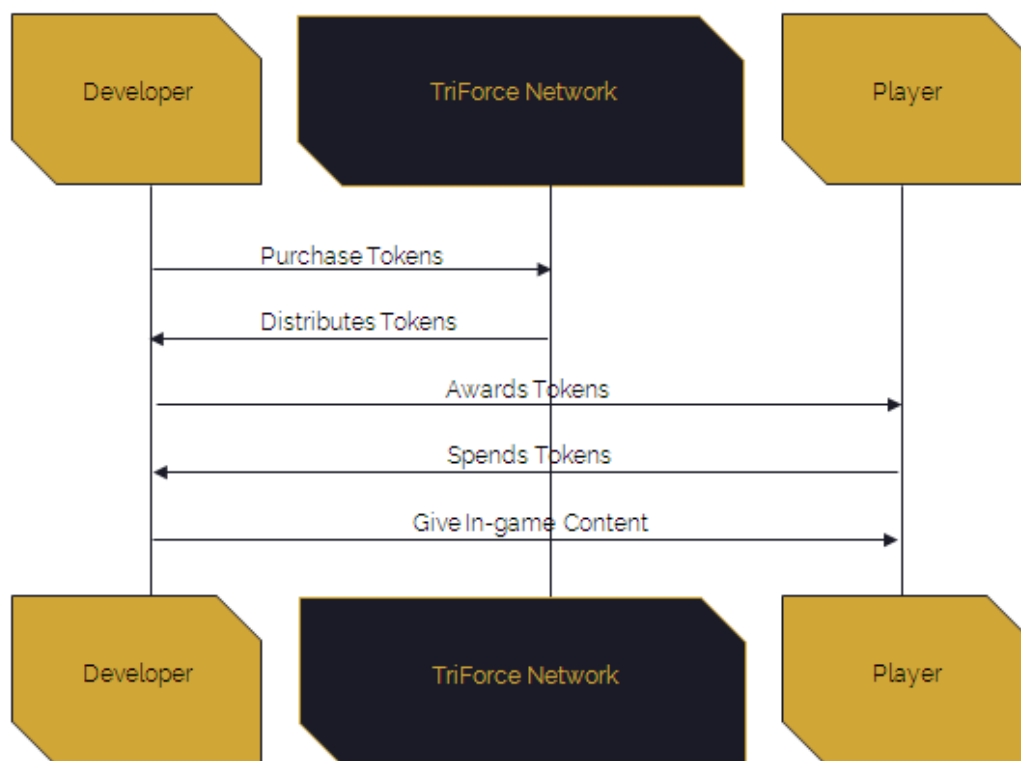 Developer
TriForce Network
Player
Purchase Tokens
Distributes Tokens
Awards Tokens
Spends Tokens
Give In-game Content
Developer
TriForce Network
Player